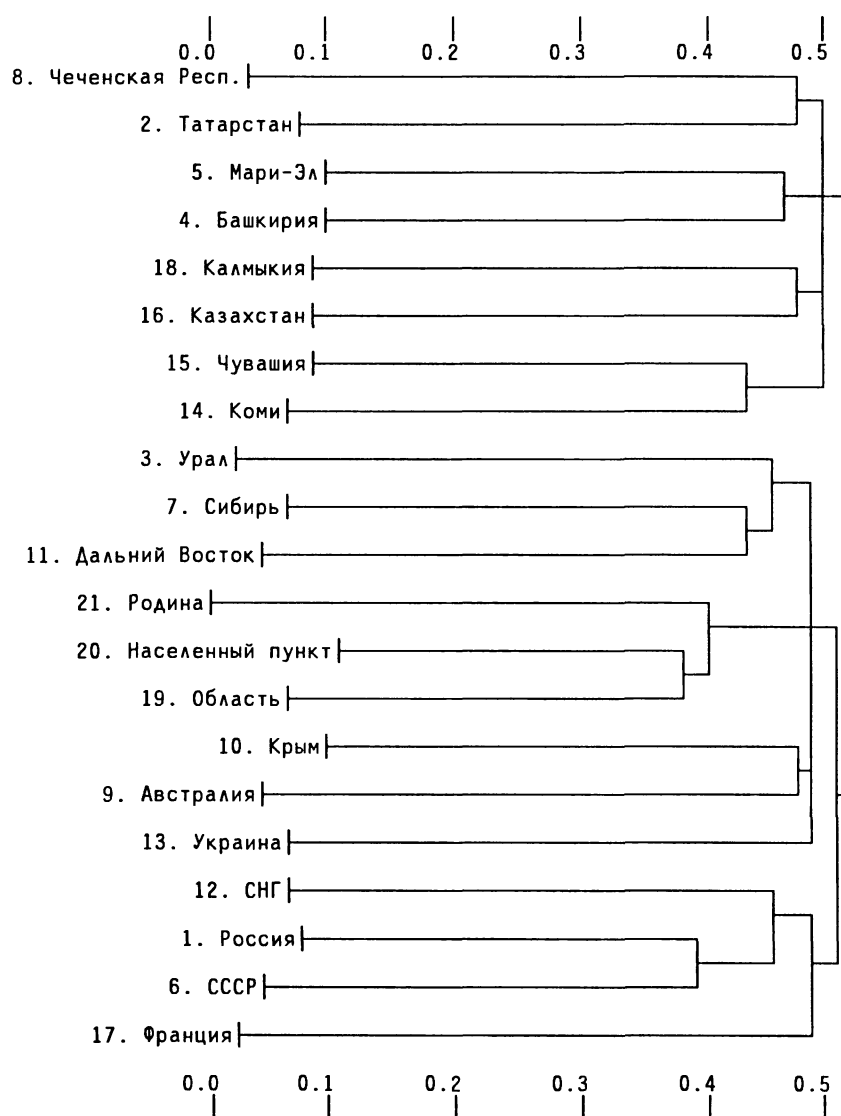 0.0 0.1 0.2 0.3 0.4 0.5
8. Чеченская Респ.
2. Татарстан
5. Мари-Эл
4. Башкирия
18. Калмыкия
16. Казахстан
15. Чувашия
14. Коми
3. Урал
7. Сибирь
11. Дальний Восток
21. Родина
20. Населенный пункт
19. Область
10. Крым
9. Австралия
13. Украина
12. СНГ
1. Россия
6. СССР
17. Франция
0.0 0.1 0.2 0.3 0.4 0.5